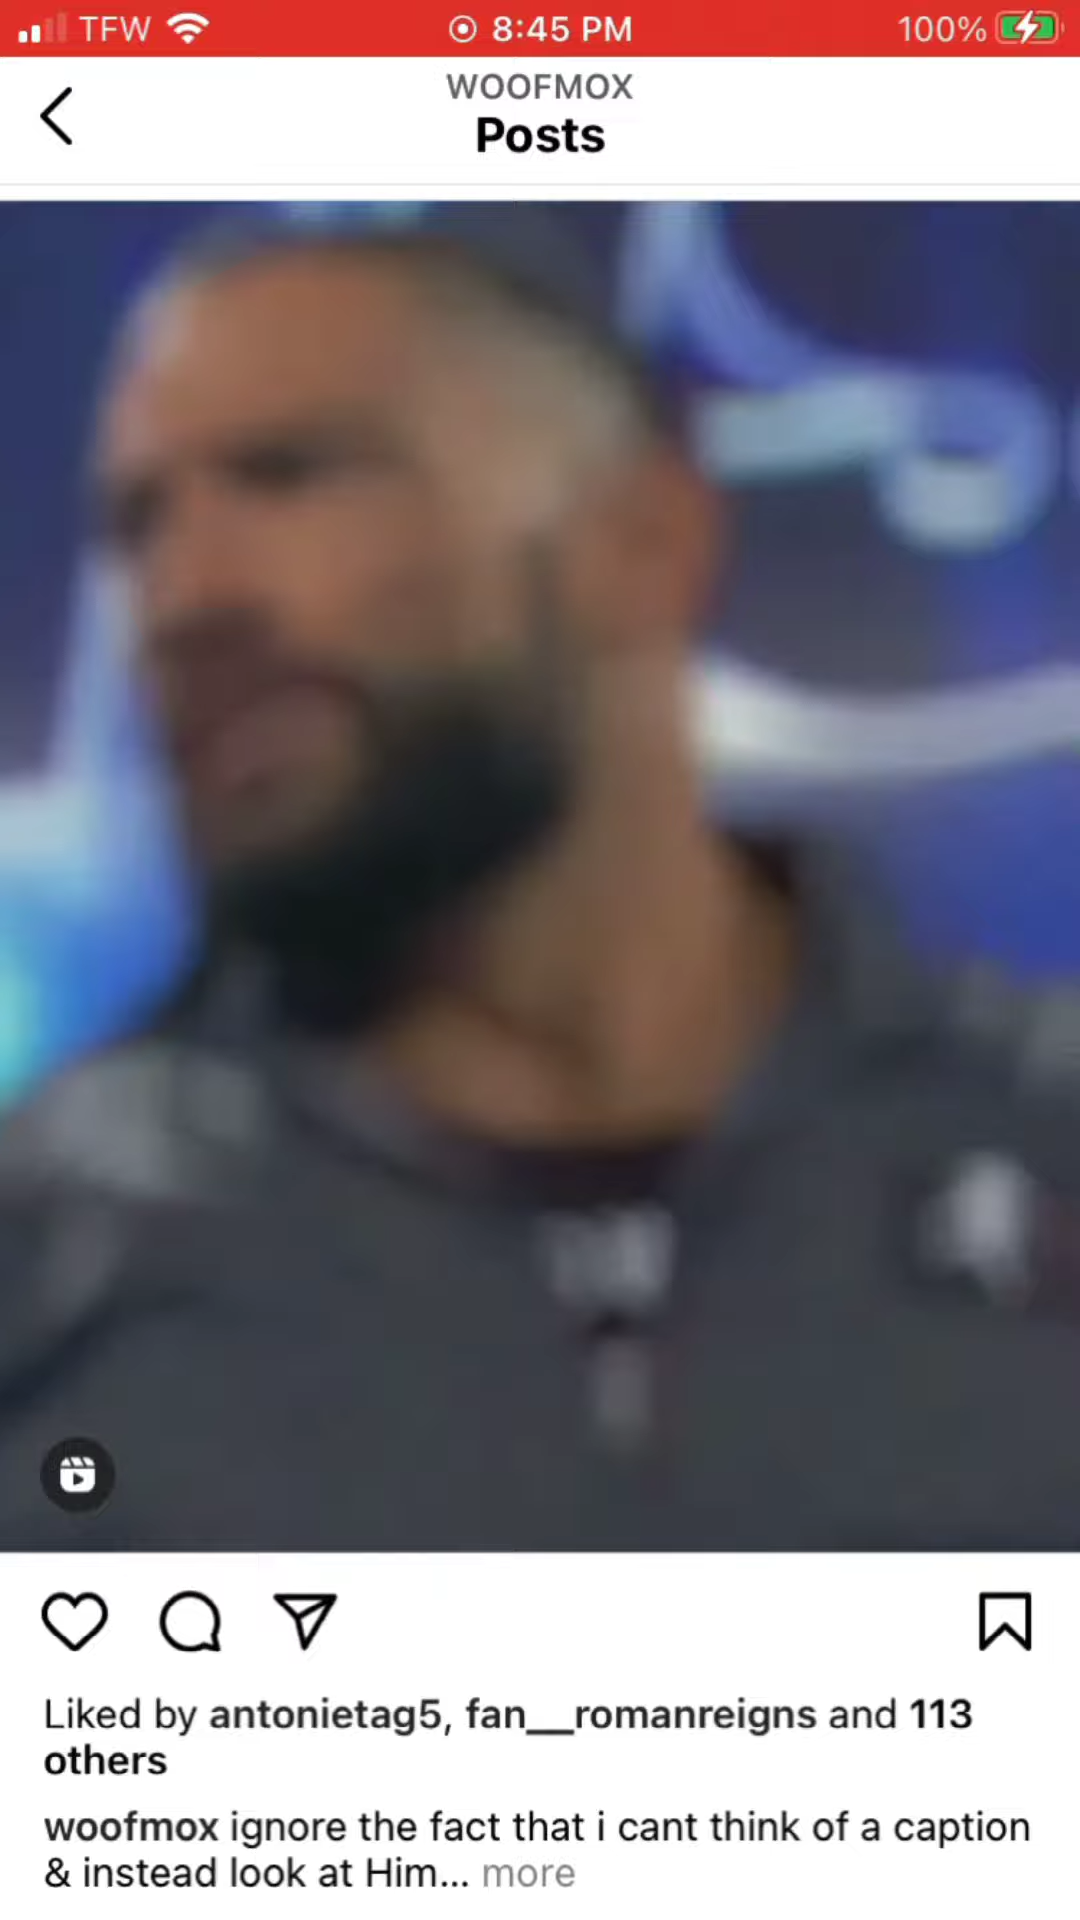 TFW 8:45 PM 100%
WOOFMOX
Posts
Liked by antonietag5, fan__romanreigns and 113
others
woofmox ignore the fact that i cant think of a caption
& instead look at Him... more